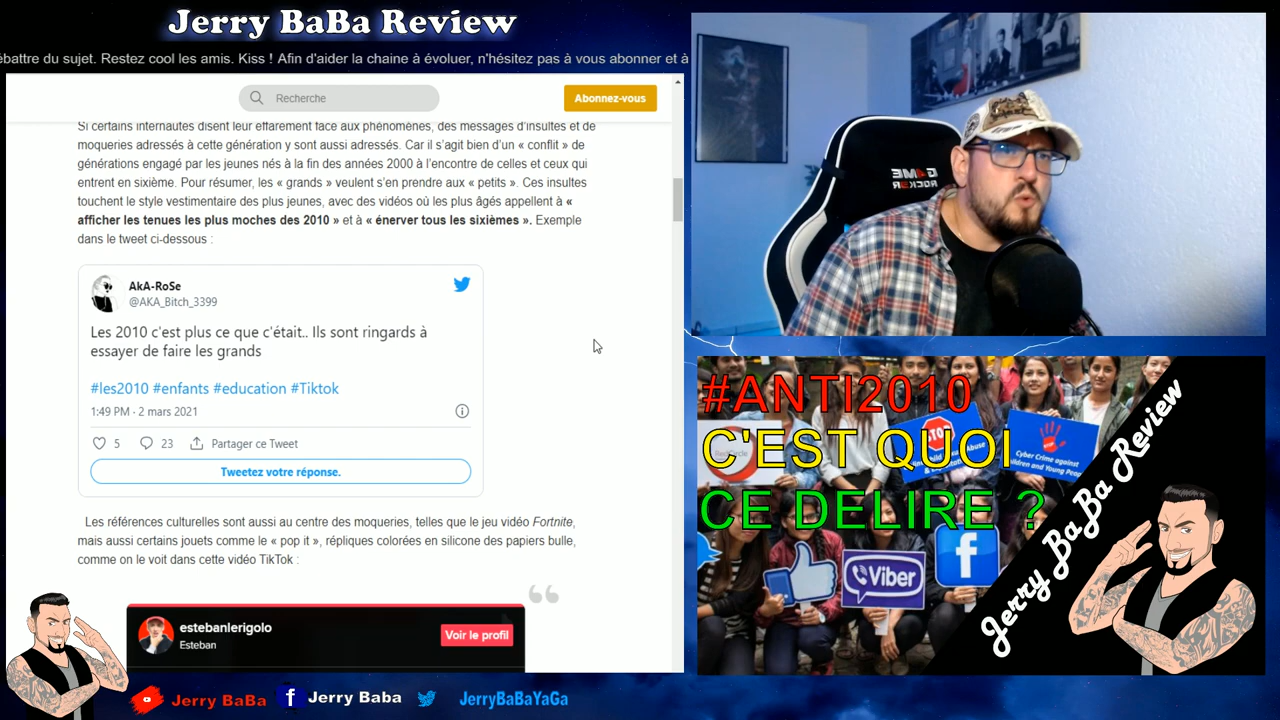 Jerry BaBa Review
ébattre du sujet. Restez cool les amis. Kiss ! Afin d'aider la chaine à évoluer, n'hésitez pas à vous abonner et à
Recherche
Abonnez-vous
Si certains internautes disent leur effarement face aux phénomènes, des messages d'insultes et de
moqueries adressés à cette génération y sont aussi adressés. Car il s'agit bien d'un « conflit » de
générations engagé par les jeunes nés à la fin des années 2000 à l'encontre de celles et ceux qui
entrent en sixième. Pour résumer, les « grands » veulent s'en prendre aux « petits ». Ces insultes
touchent le style vestimentaire des plus jeunes, avec des vidéos où les plus âgés appellent à «
afficher les tenues les plus moches des 2010 » et à « énerver tous les sixièmes ». Exemple
dans le tweet ci-dessous :
AkA-RoSe
@AKA_Bitch_3399
Les 2010 c'est plus ce que c'était.. Ils sont ringards à
essayer de faire les grands
#les2010 #enfants #education #Tiktok
1:49 PM · 2 mars 2021
5
23
Partager ce Tweet
Tweetez votre réponse.
Les références culturelles sont aussi au centre des moqueries, telles que le jeu vidéo Fortnite,
mais aussi certains jouets comme le « pop it », répliques colorées en silicone des papiers bulle,
comme on le voit dans cette vidéo TikTok :
estebanlerigolo
Esteban
Voir le profil
Jerry BaBa
Jerry Baba
JerryBaBaYaGa
GAME
ROCKER
#ANTI2010
C'EST QUOI
CE DELIRE ?
STOP
Abuse
Cyber Crime against
Children and Young
Viber
f
Jerry BaBa Review